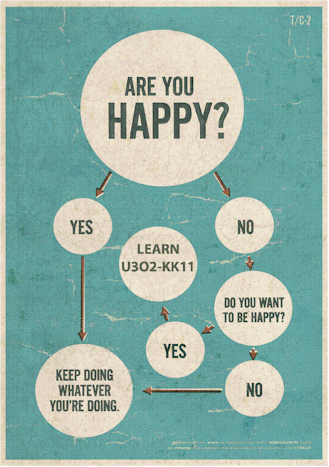 T/C-2
ARE YOU
HAPPY?
YES
NO
LEARN
U3O2-KK11
DO YOU WANT
TO BE HAPPY?
YES
KEEP DOING
WHATEVER
YOU'RE DOING.
NO